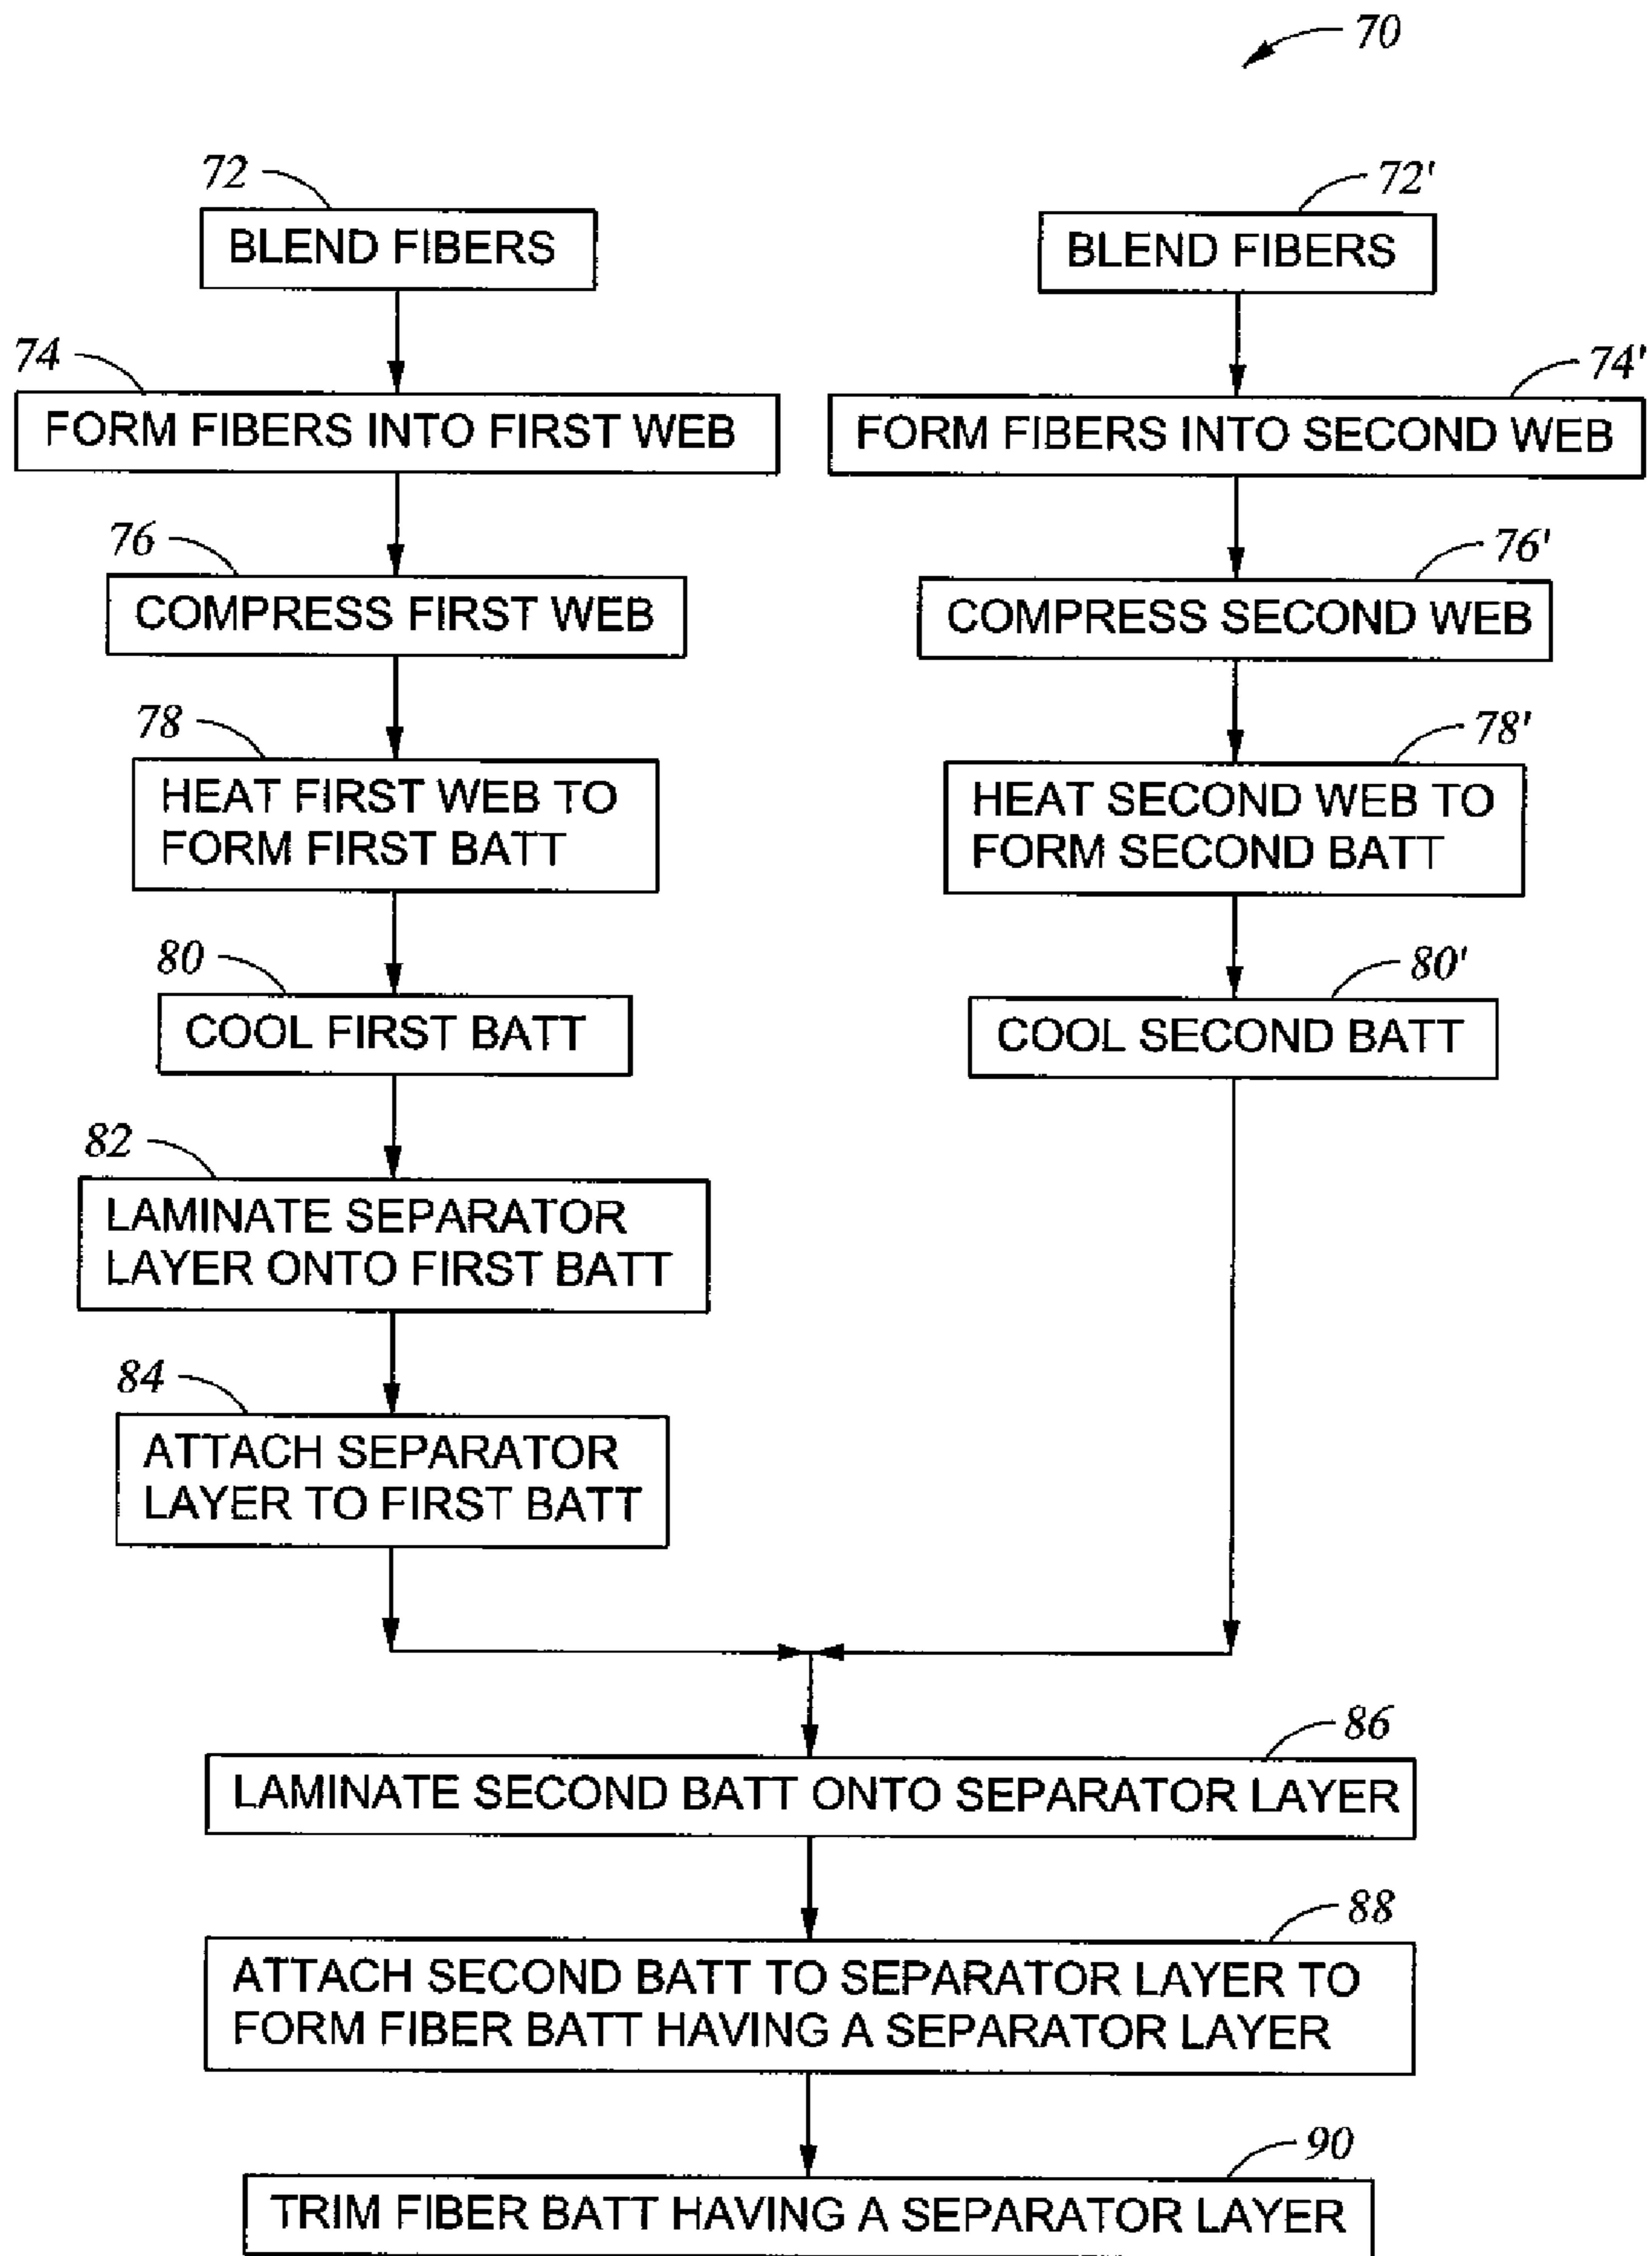 70
72
BLEND FIBERS
74
FORM FIBERS INTO FIRST WEB
76
COMPRESS FIRST WEB
78
HEAT FIRST WEB TO
FORM FIRST BATT
80
COOL FIRST BATT
82
LAMINATE SEPARATOR
LAYER ONTO FIRST BATT
84
ATTACH SEPARATOR
LAYER TO FIRST BATT
72'
BLEND FIBERS
74'
FORM FIBERS INTO SECOND WEB
76'
COMPRESS SECOND WEB
78'
HEAT SECOND WEB TO
FORM SECOND BATT
80'
COOL SECOND BATT
86
LAMINATE SECOND BATT ONTO SEPARATOR LAYER
88
ATTACH SECOND BATT TO SEPARATOR LAYER TO
FORM FIBER BATT HAVING A SEPARATOR LAYER
90
TRIM FIBER BATT HAVING A SEPARATOR LAYER